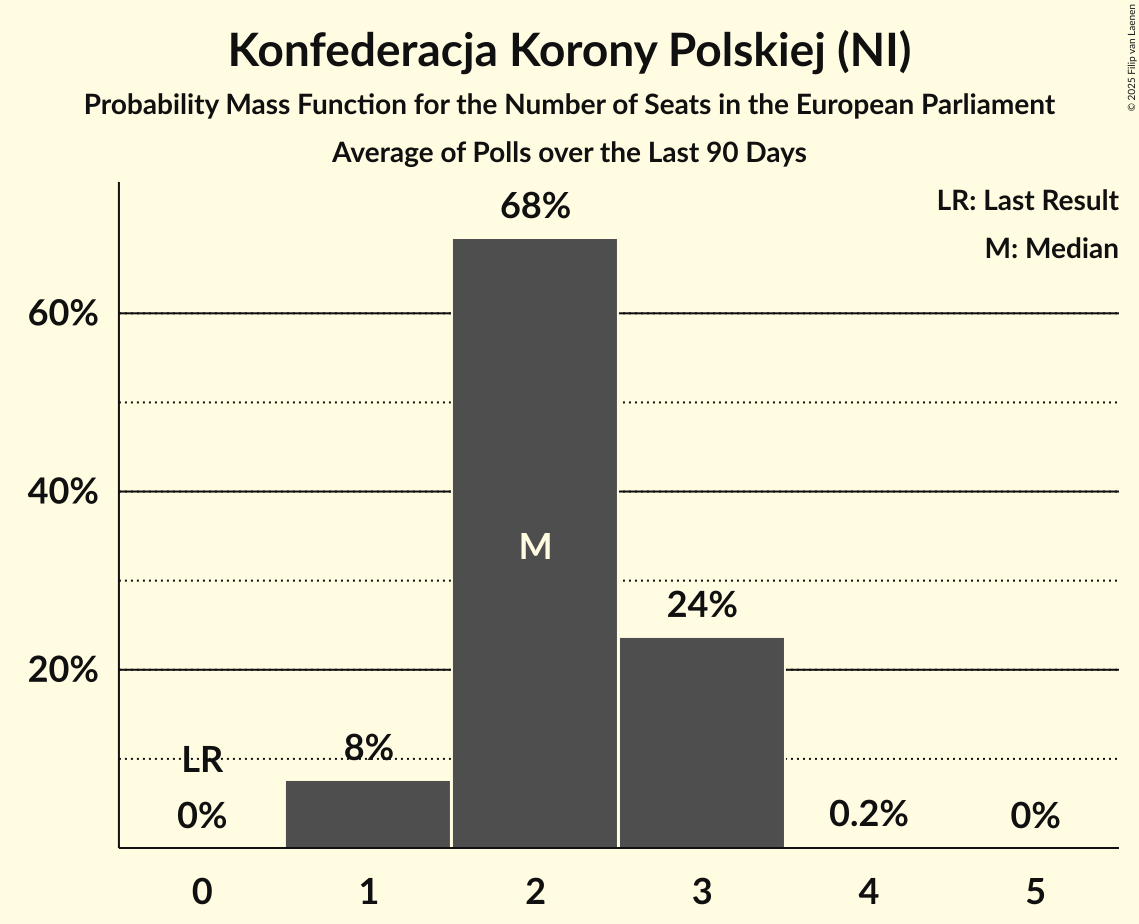 Konfederacja Korony Polskiej (NI)
Probability Mass Function for the Number of Seats in the European Parliament
Average of Polls over the Last 90 Days
© 2025 Filip van Laenen
LR: Last Result
M: Median
68%
60%
40%
M
24%
20%
LR
8%
0%
0.2%
0%
0 1 2 3 4 5